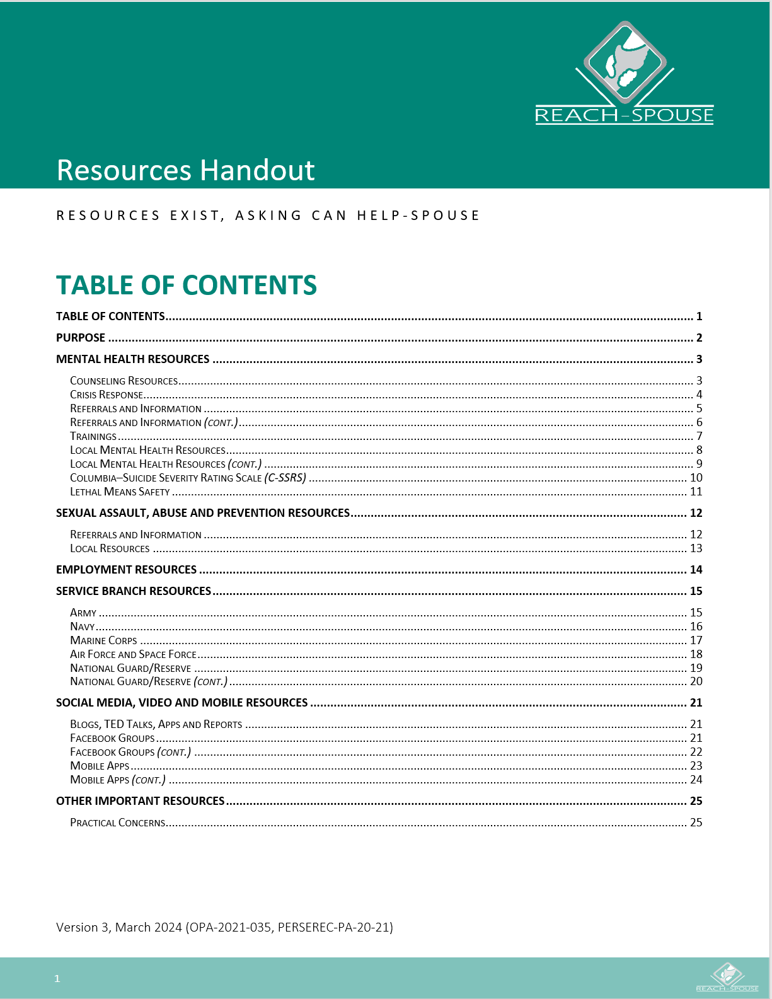 REACH-SPOUSE
Resources Handout
RESOURCES EXIST, ASKING CAN HELP-SPOUSE
TABLE OF CONTENTS
TABLE OF CONTENTS 1
PURPOSE 2
MENTAL HEALTH RESOURCES 3
COUNSELING RESOURCES 3
CRISIS RESPONSE 4
REFERRALS AND INFORMATION 5
REFERRALS AND INFORMATION (CONT.) 6
TRAININGS 7
LOCAL MENTAL HEALTH RESOURCES 8
LOCAL MENTAL HEALTH RESOURCES (CONT.) 9
COLUMBIA–SUICIDE SEVERITY RATING SCALE (C-SSRS) 10
LETHAL MEANS SAFETY 11
SEXUAL ASSAULT, ABUSE AND PREVENTION RESOURCES 12
REFERRALS AND INFORMATION 12
LOCAL RESOURCES 13
EMPLOYMENT RESOURCES 14
SERVICE BRANCH RESOURCES 15
ARMY 15
NAVY 16
MARINE CORPS 17
AIR FORCE AND SPACE FORCE 18
NATIONAL GUARD/RESERVE 19
NATIONAL GUARD/RESERVE (CONT.) 20
SOCIAL MEDIA, VIDEO AND MOBILE RESOURCES 21
BLOGS, TED TALKS, APPS AND REPORTS 21
FACEBOOK GROUPS 21
FACEBOOK GROUPS (CONT.) 22
MOBILE APPS 23
MOBILE APPS (CONT.) 24
OTHER IMPORTANT RESOURCES 25
PRACTICAL CONCERNS 25
Version 3, March 2024 (OPA-2021-035, PERSEREC-PA-20-21)
1
REACH-SPOUSE